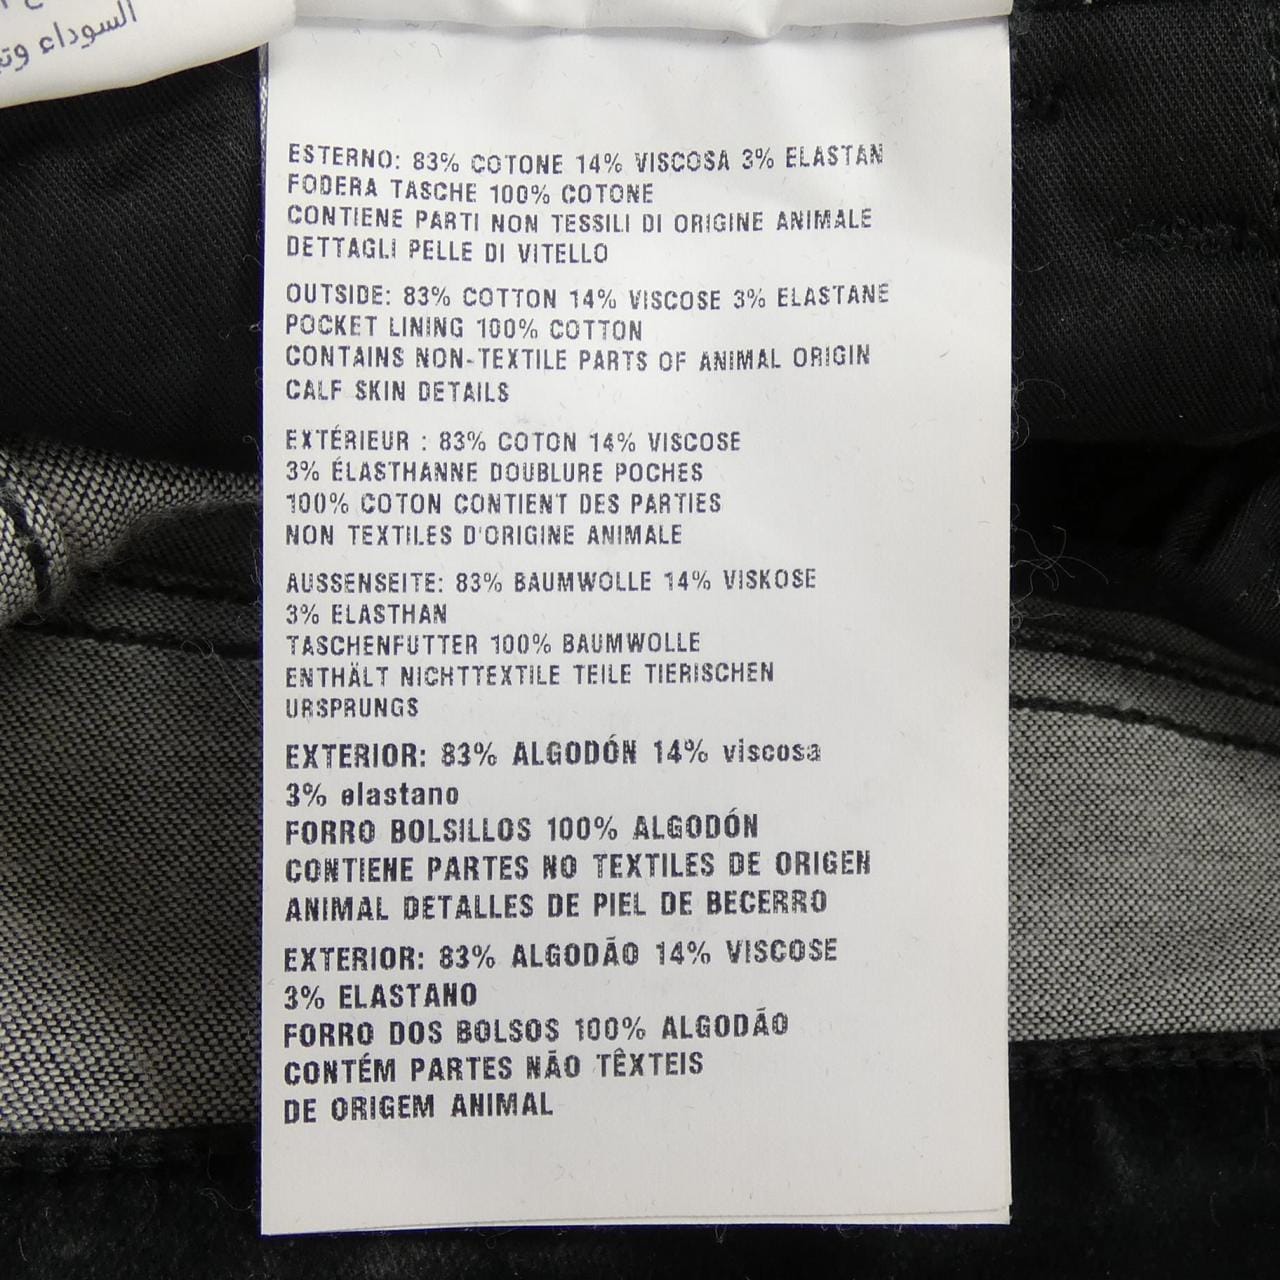 السوداء
ESTERNO: 83% COTONE 14% VISCOSA 3% ELASTAN
FODERA TASCHE 100% COTONE
CONTIENE PARTI NON TESSILI DI ORIGINE ANIMALE
DETTAGLI PELLE DI VITELLO
OUTSIDE: 83% COTTON 14% VISCOSE 3% ELASTANE
POCKET LINING 100% COTTON
CONTAINS NON-TEXTILE PARTS OF ANIMAL ORIGIN
CALF SKIN DETAILS
EXTÉRIEUR : 83% COTON 14% VISCOSE
3% ÉLASTHANNE DOUBLURE POCHES
100% COTON CONTIENT DES PARTIES
NON TEXTILES D'ORIGINE ANIMALE
AUSSENSEITE: 83% BAUMWOLLE 14% VISKOSE
3% ELASTHAN
TASCHENFUTTER 100% BAUMWOLLE
ENTHÄLT NICHTTEXTILE TEILE TIERISCHEN
URSPRUNGS
EXTERIOR: 83% ALGODÓN 14% viscosa
3% elastano
FORRO BOLSILLOS 100% ALGODÓN
CONTIENE PARTES NO TEXTILES DE ORIGEN
ANIMAL DETALLES DE PIEL DE BECERRO
EXTERIOR: 83% ALGODÃO 14% VISCOSE
3% ELASTANO
FORRO DOS BOLSOS 100% ALGODÃO
CONTÉM PARTES NÃO TÊXTEIS
DE ORIGEM ANIMAL